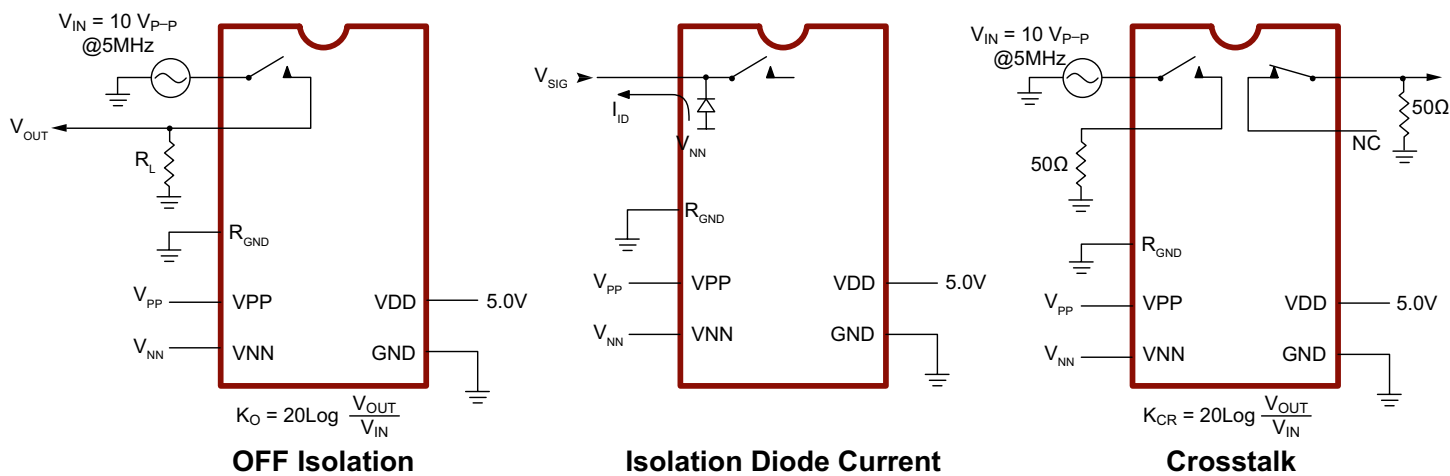 V_IN = 10 V_P–P
@5MHz
V_OUT
R_L
R_GND
V_PP
VPP
VDD
5.0V
V_NN
VNN
GND
K_O = 20Log V_OUT / V_IN
OFF Isolation
V_SIG
I_ID
V_NN
R_GND
V_PP
VPP
VDD
5.0V
V_NN
VNN
GND
Isolation Diode Current
V_IN = 10 V_P–P
@5MHz
50Ω
NC
50Ω
R_GND
V_PP
VPP
VDD
5.0V
V_NN
VNN
GND
K_CR = 20Log V_OUT / V_IN
Crosstalk